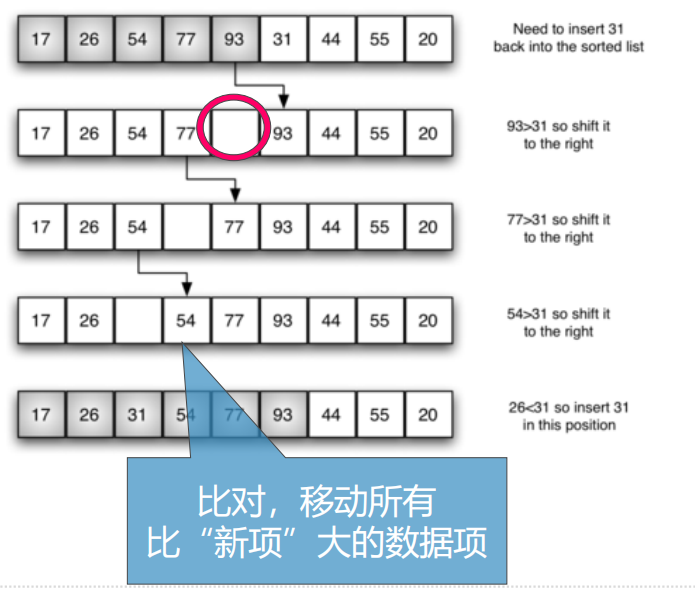 17 26 54 77 93 31 44 55 20
Need to insert 31
back into the sorted list
17 26 54 77 93 44 55 20
93>31 so shift it
to the right
17 26 54 77 93 44 55 20
77>31 so shift it
to the right
17 26 54 77 93 44 55 20
54>31 so shift it
to the right
17 26 31 54 77 93 44 55 20
26<31 so insert 31
in this position
比对，移动所有
比“新项”大的数据项